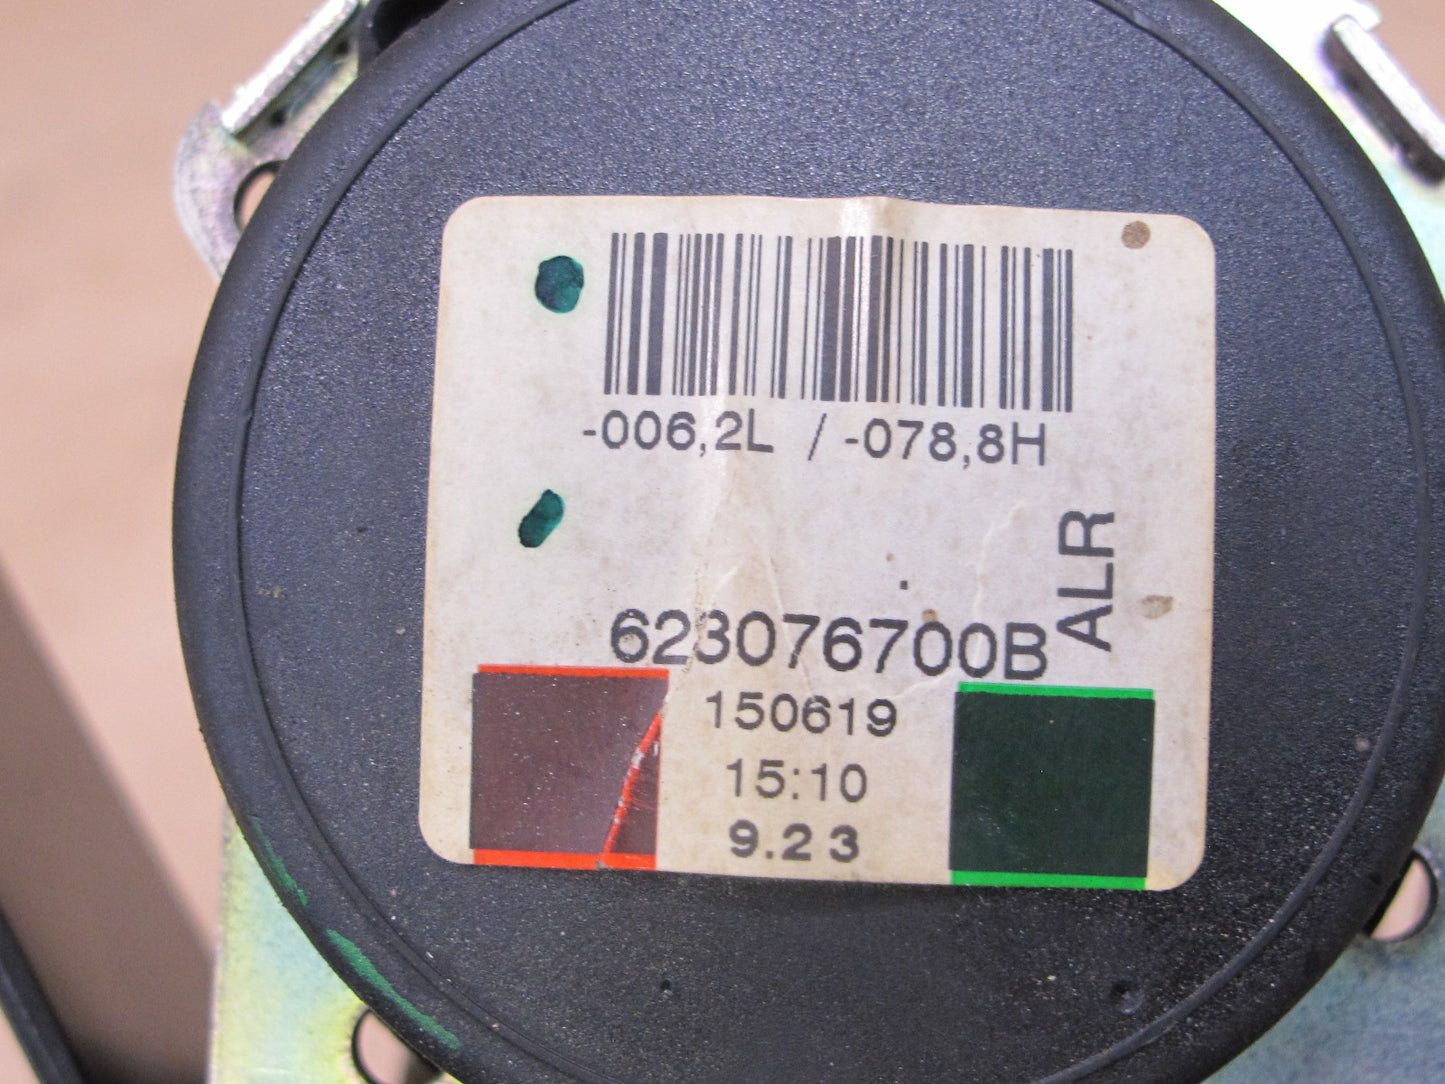 -006,2L / -078,8H
ALR
623076700B
150619
15:10
9.23